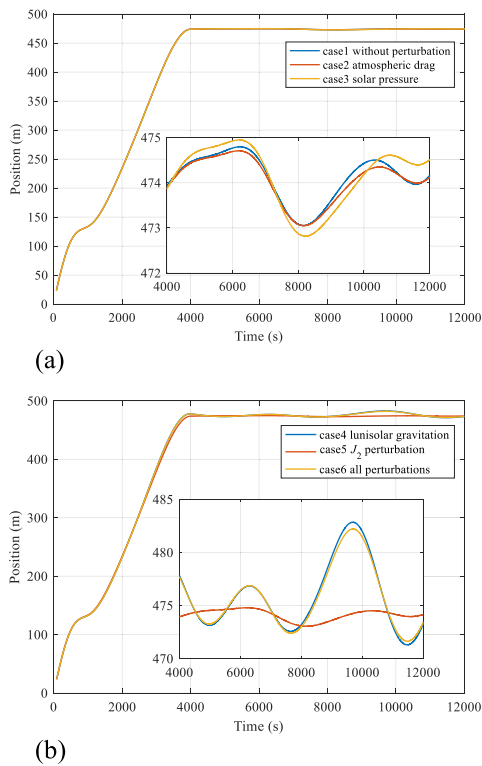 500
450
400
350
300
250
200
150
100
50
0
Position (m)
case1 without perturbation
case2 atmospheric drag
case3 solar pressure
475
474
473
472
4000 6000 8000 10000 12000
0 2000 4000 6000 8000 10000 12000
Time (s)
(a)
500
400
300
200
100
0
Position (m)
case4 lunisolar gravitation
case5 J2 perturbation
case6 all perturbations
485
480
475
470
4000 6000 8000 10000 12000
0 2000 4000 6000 8000 10000 12000
Time (s)
(b)